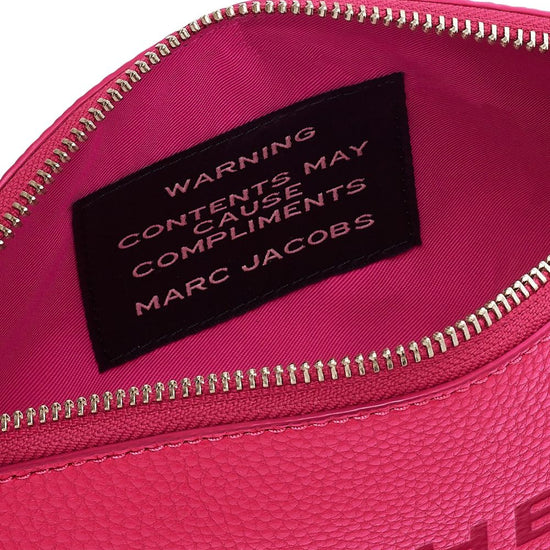 WARNING
CONTENTS MAY
CAUSE
COMPLIMENTS
MARC JACOBS